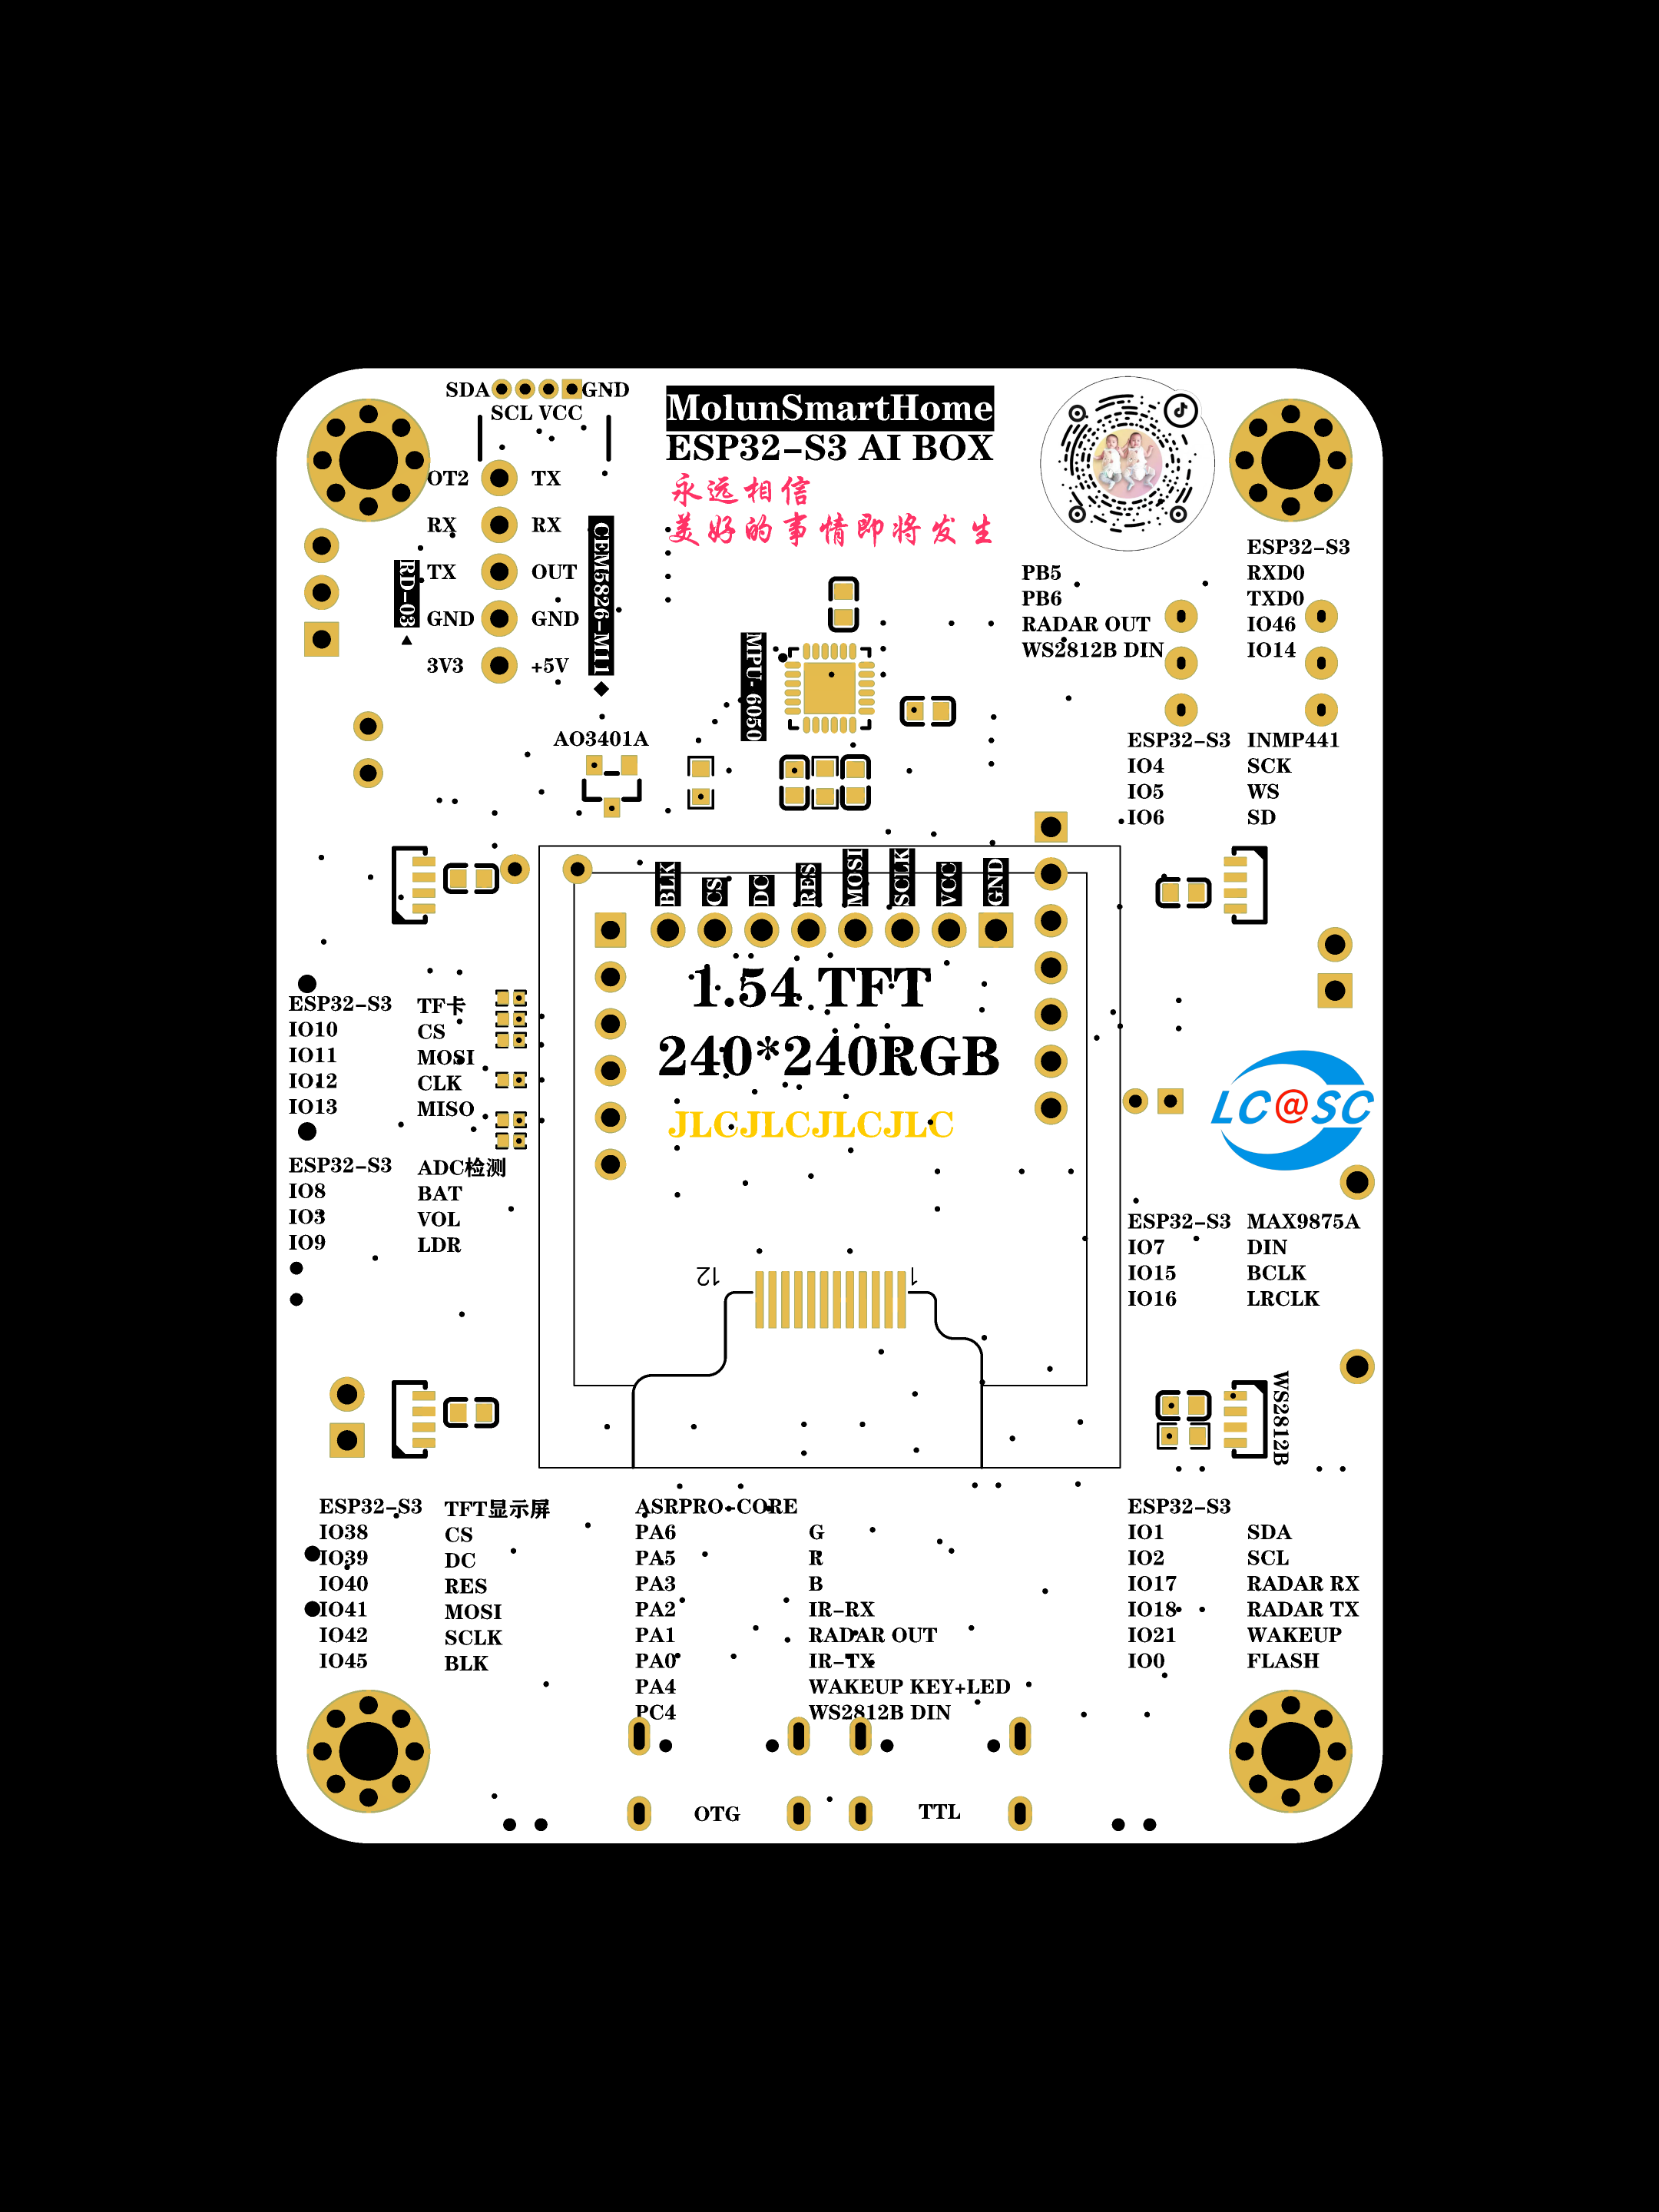 SDA GND
SCL VCC
MolunSmartHome
ESP32-S3 AI BOX
永远相信
美好的事情即将发生
OT2 TX
RX RX
TX OUT
GND GND
3V3 +5V
RD-03
CEM5826-M11
MPU-6050
AO3401A
ESP32-S3
PB5 RXD0
PB6 TXD0
RADAR OUT IO46
WS2812B DIN IO14
ESP32-S3 INMP441
IO4 SCK
IO5 WS
IO6 SD
BLK CS DC RES MOSI SCLK VCC GND
1.54 TFT
240*240RGB
JLCJLCJLCJLC
ESP32-S3 TF卡
IO10 CS
IO11 MOSI
IO12 CLK
IO13 MISO
ESP32-S3 ADC检测
IO8 BAT
IO3 VOL
IO9 LDR
LC@SC
ESP32-S3 MAX9875A
IO7 DIN
IO15 BCLK
IO16 LRCLK
12 1
WS2812B
ESP32-S3 TFT显示屏
IO38 CS
IO39 DC
IO40 RES
IO41 MOSI
IO42 SCLK
IO45 BLK
ASRPRO-CORE
PA6 G
PA5 R
PA3 B
PA2 IR-RX
PA1 RADAR OUT
PA0 IR-TX
PA4 WAKEUP KEY+LED
PC4 WS2812B DIN
ESP32-S3
IO1 SDA
IO2 SCL
IO17 RADAR RX
IO18 RADAR TX
IO21 WAKEUP
IO0 FLASH
OTG TTL